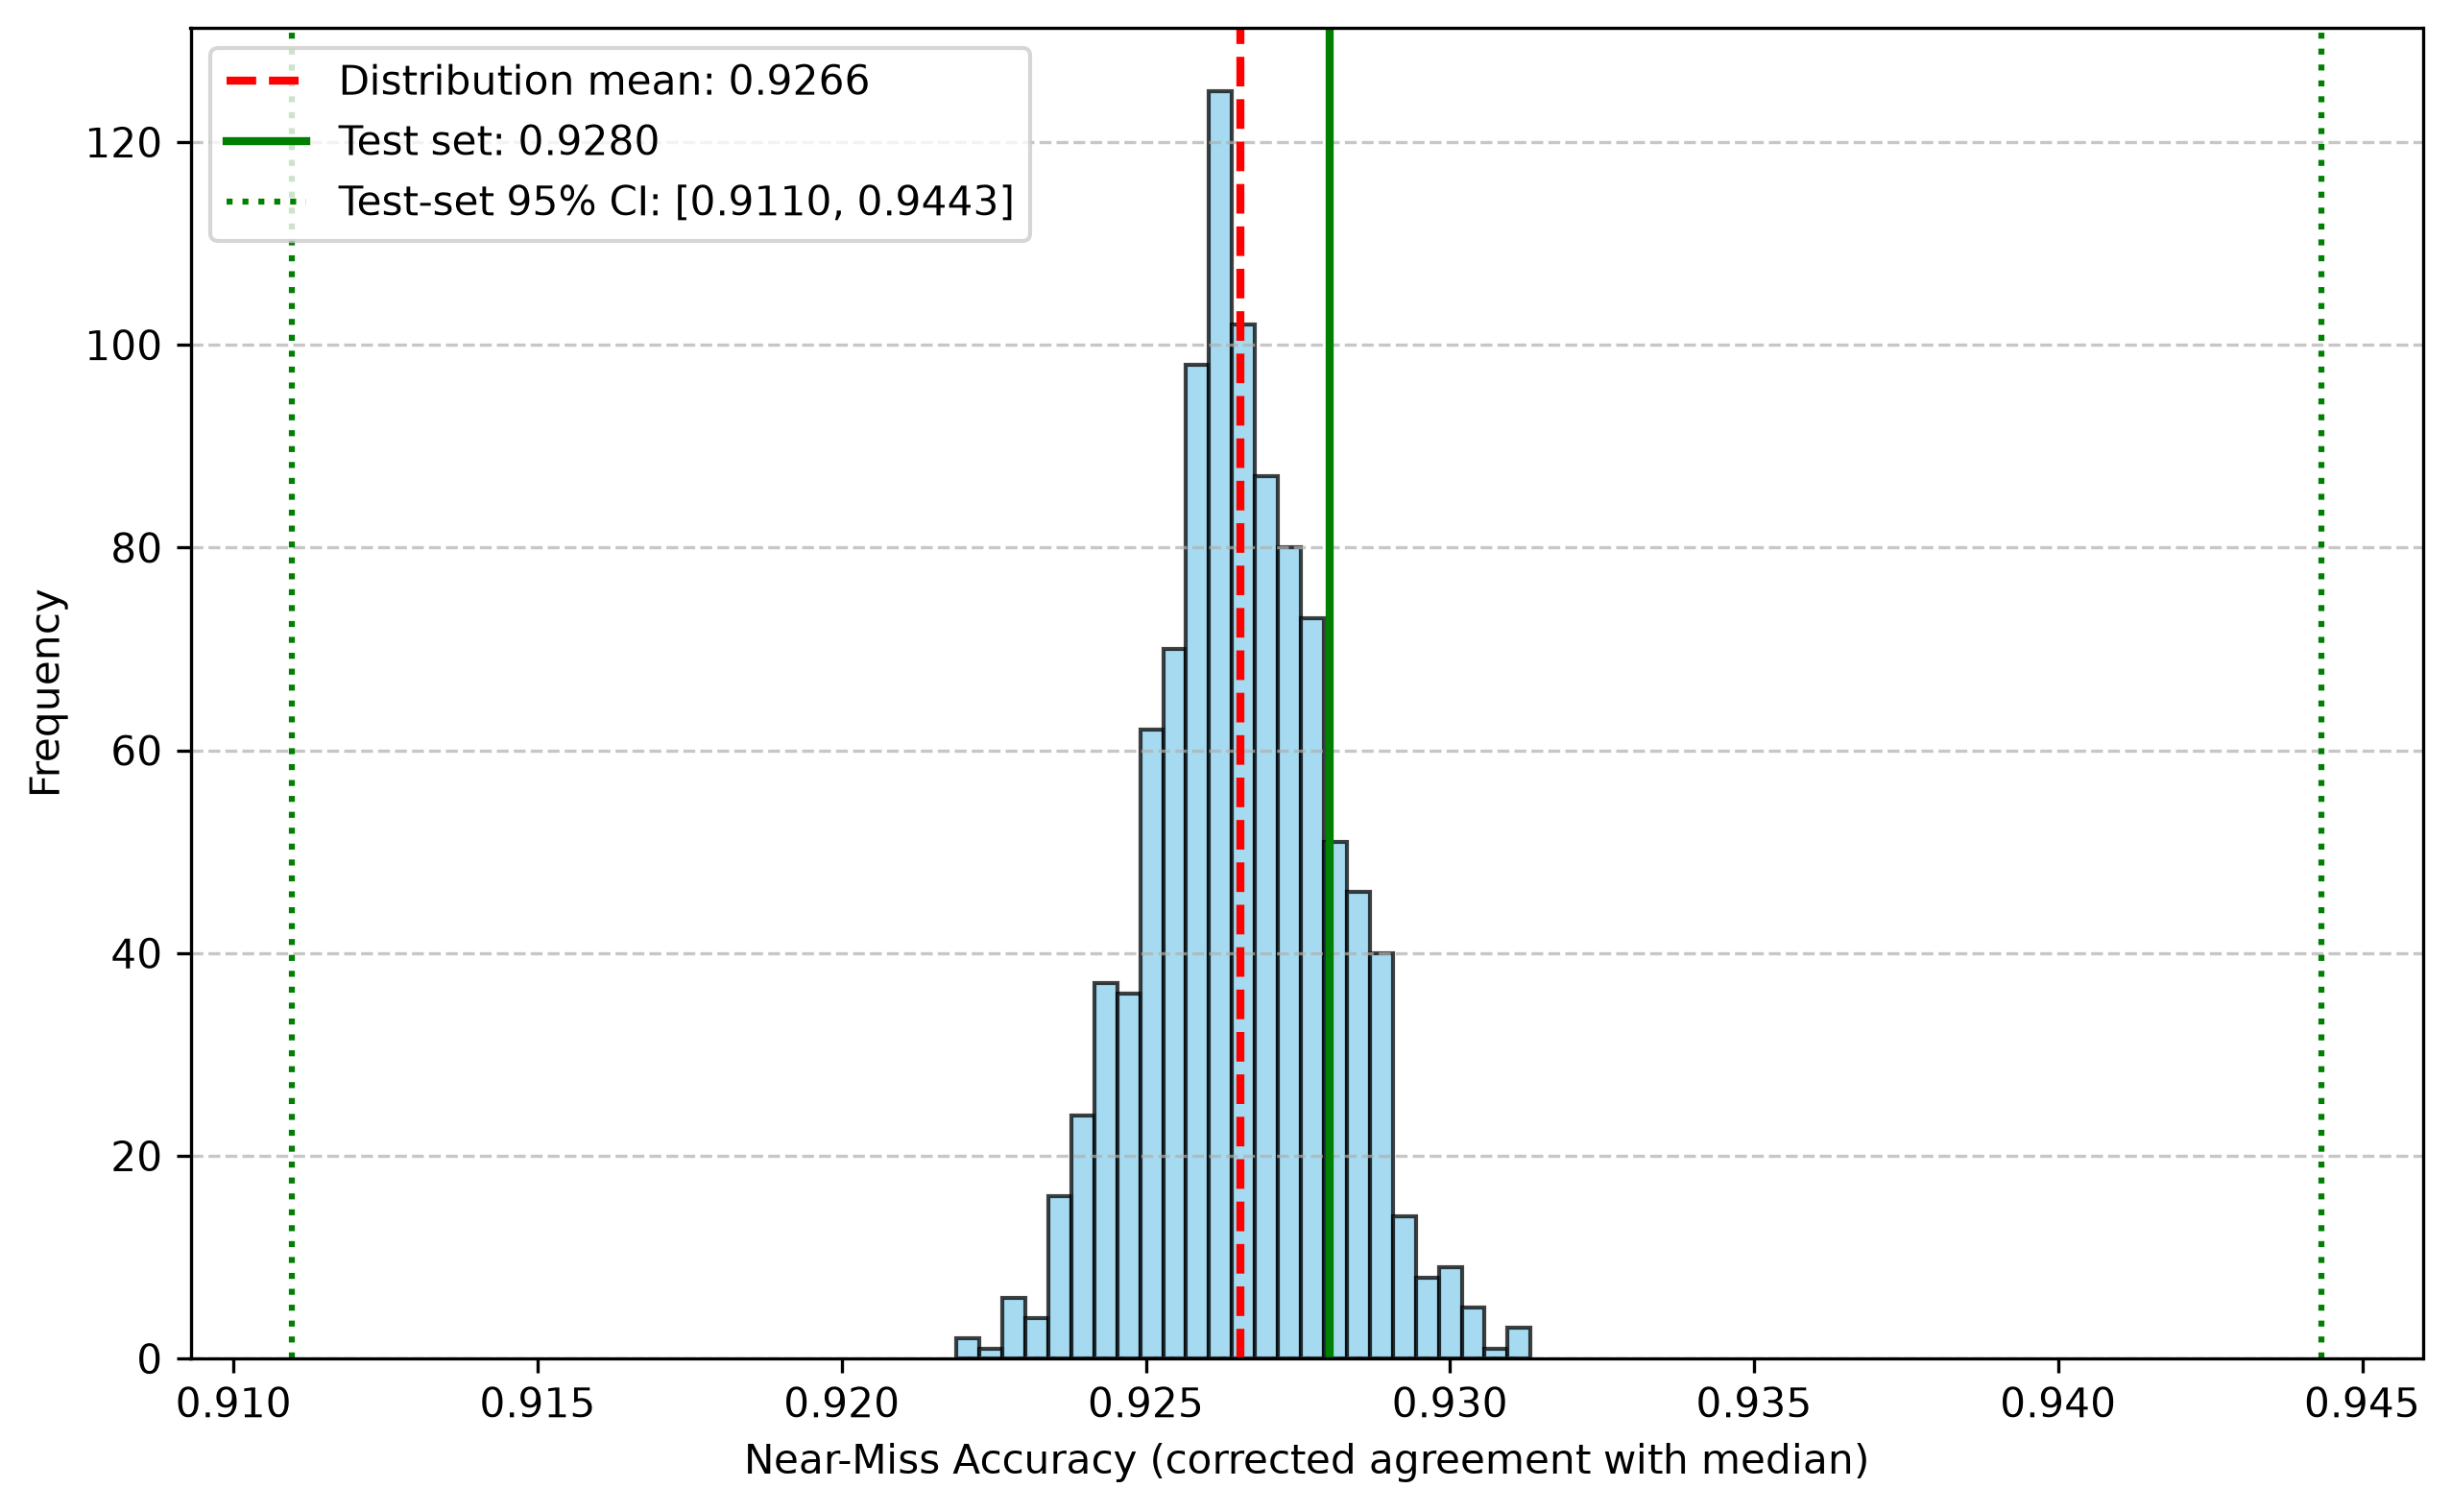 Distribution mean: 0.9266
Test set: 0.9280
Test-set 95% CI: [0.9110, 0.9443]
120
100
80
60
40
20
0
Frequency
0.910 0.915 0.920 0.925 0.930 0.935 0.940 0.945
Near-Miss Accuracy (corrected agreement with median)